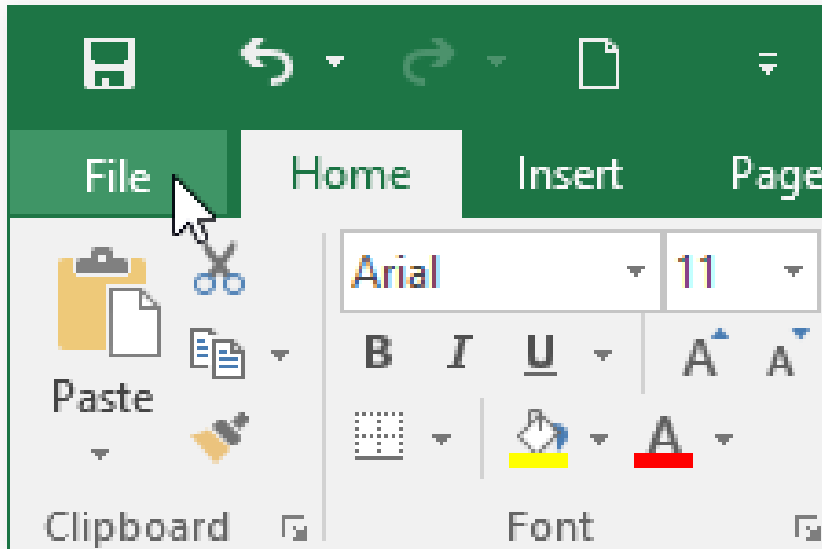 File Home Insert Page
Arial 11
B I U A A
Paste
A
Clipboard Font